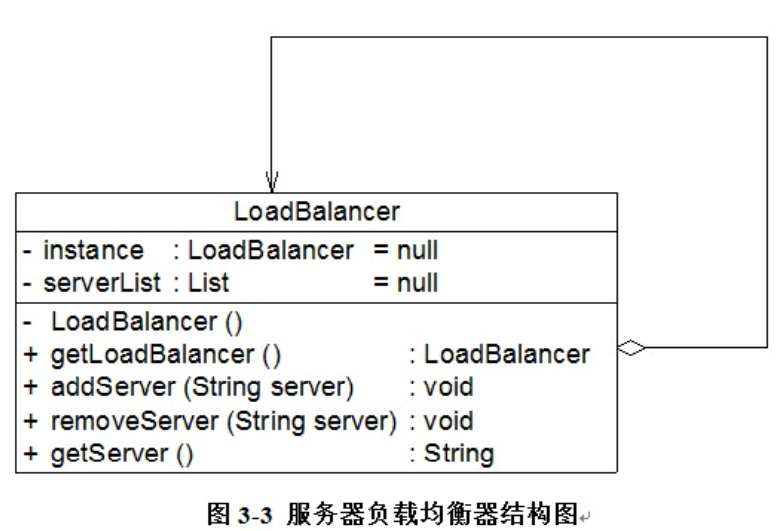 LoadBalancer
- instance : LoadBalancer = null
- serverList : List = null
- LoadBalancer ()
+ getLoadBalancer () : LoadBalancer
+ addServer (String server) : void
+ removeServer (String server) : void
+ getServer () : String
图 3-3 服务器负载均衡器结构图